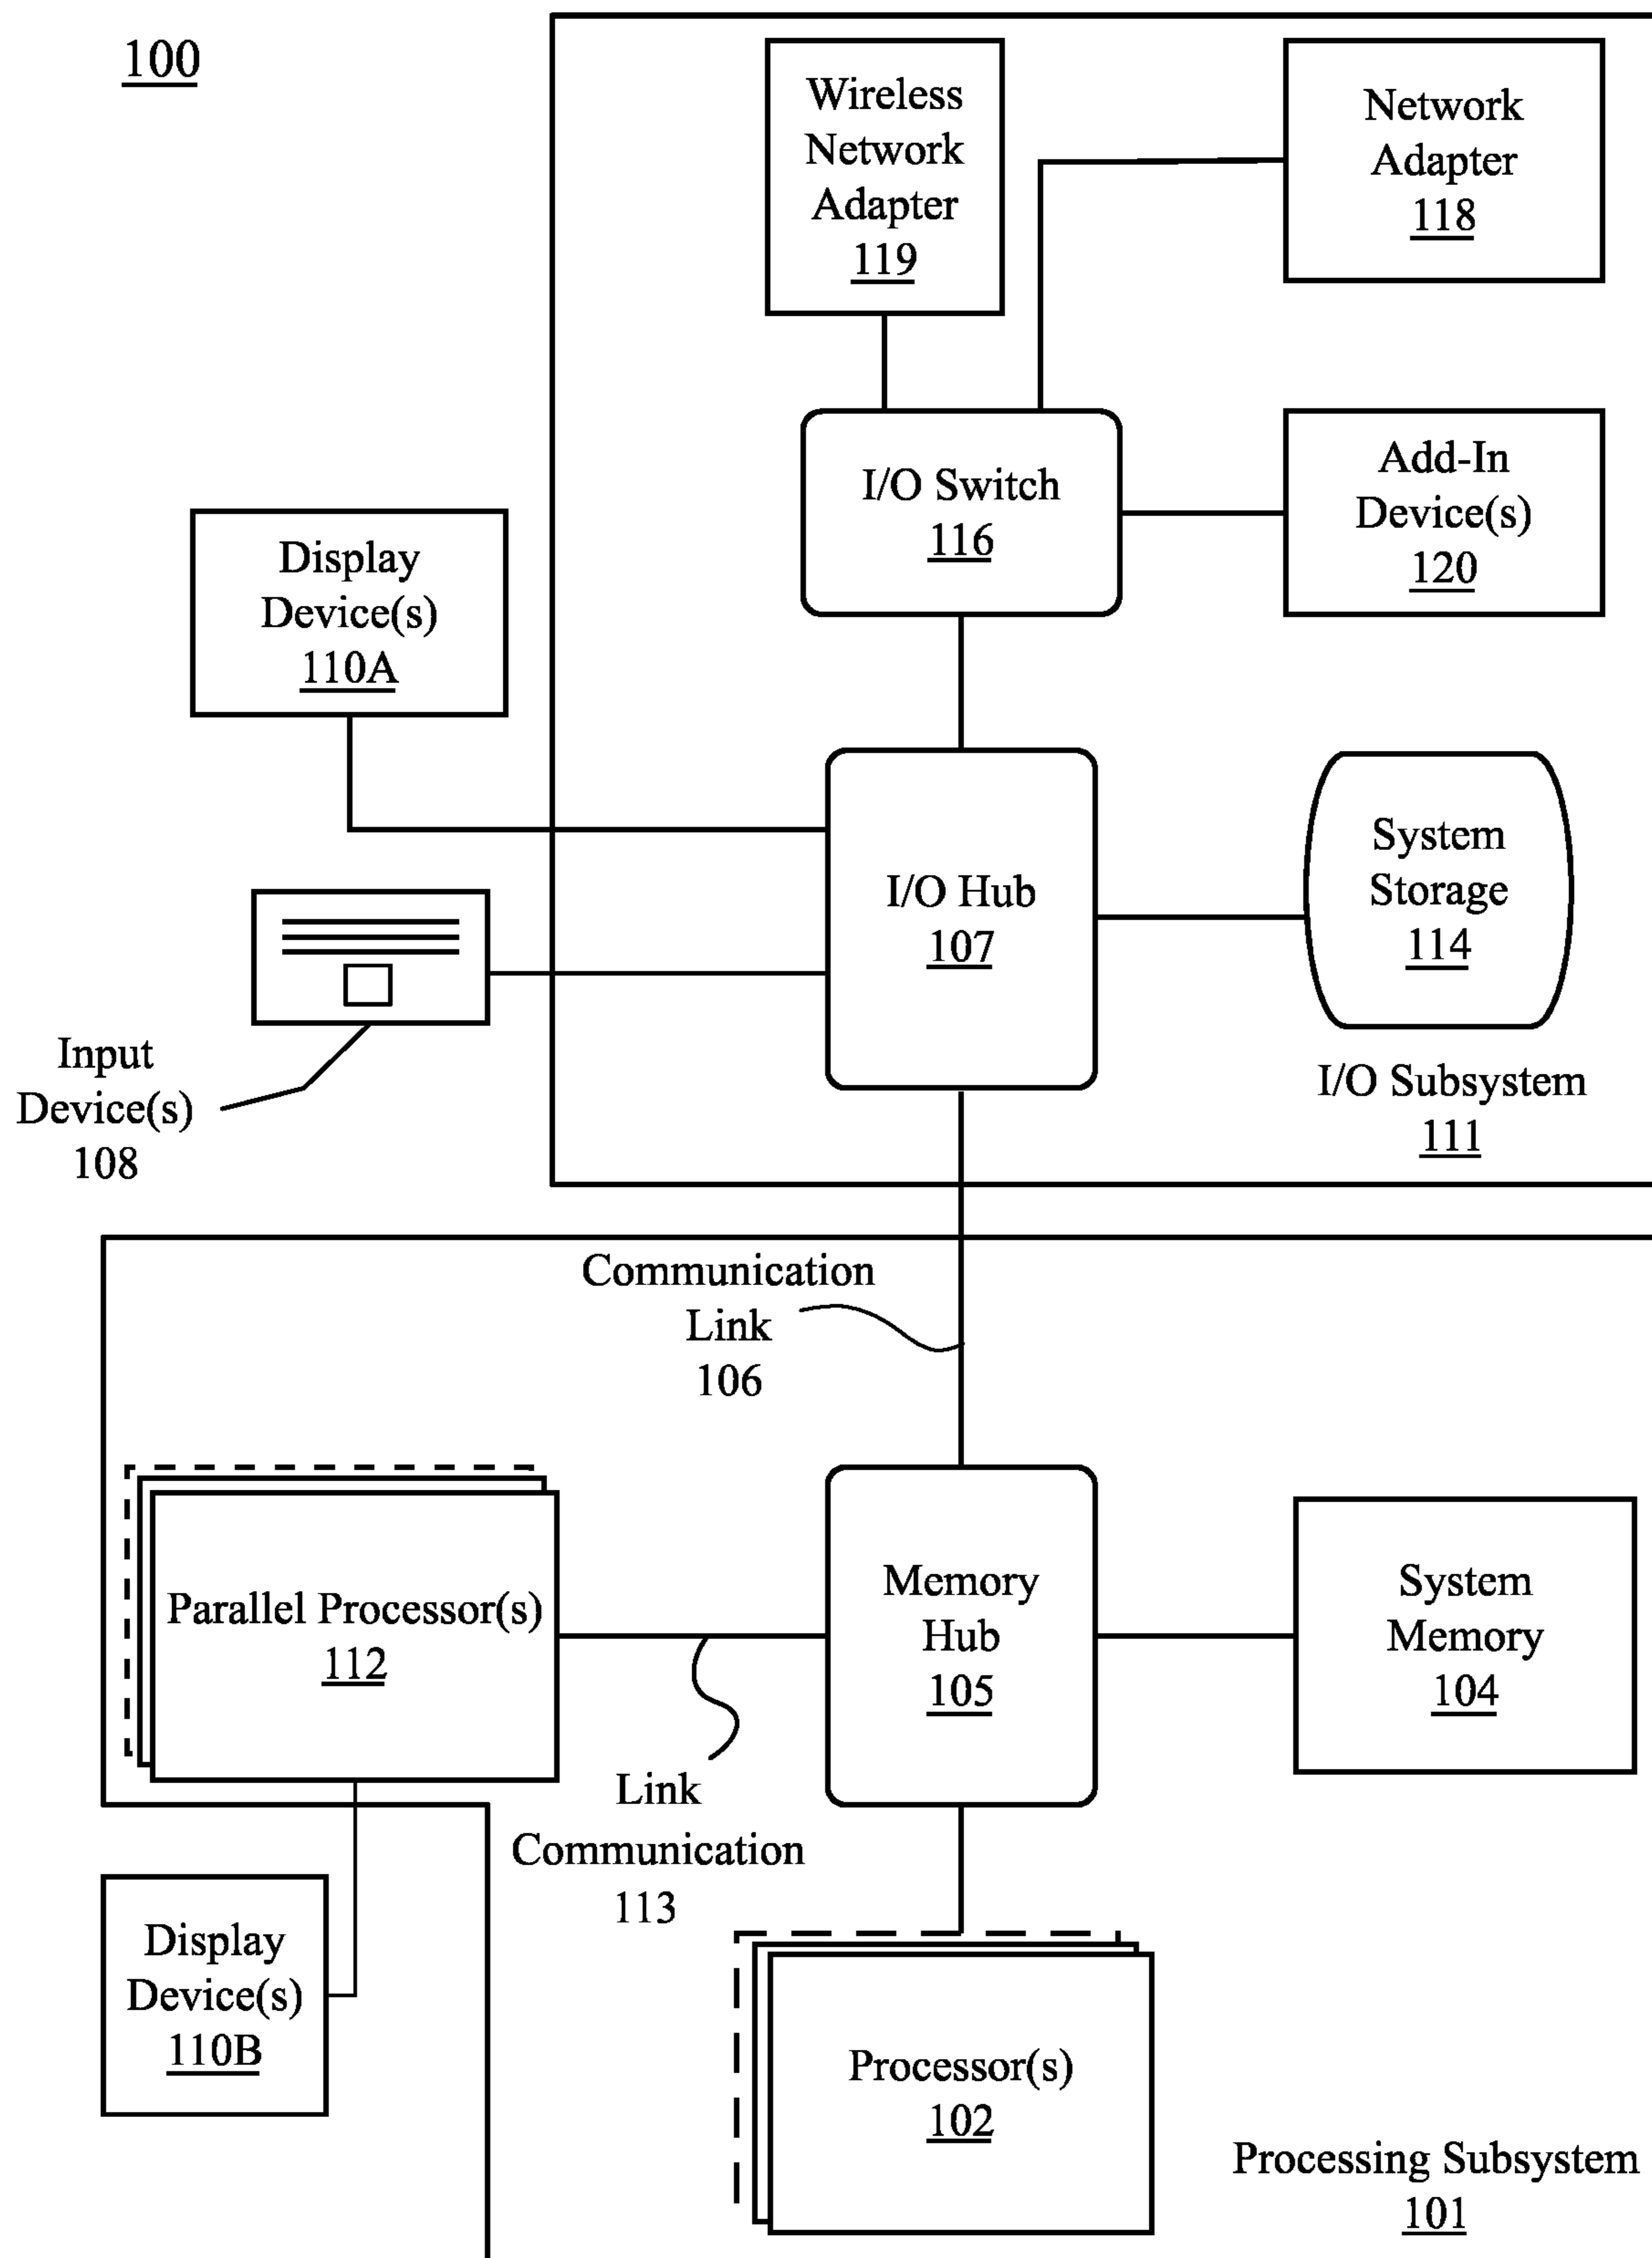 100
Wireless
Network
Adapter
119
Network
Adapter
118
I/O Switch
116
Add-In
Device(s)
120
Display
Device(s)
110A
I/O Hub
107
System
Storage
114
Input
Device(s)
108
I/O Subsystem
111
Communication
Link
106
Parallel Processor(s)
112
Memory
Hub
105
System
Memory
104
Link
Communication
113
Display
Device(s)
110B
Processor(s)
102
Processing Subsystem
101